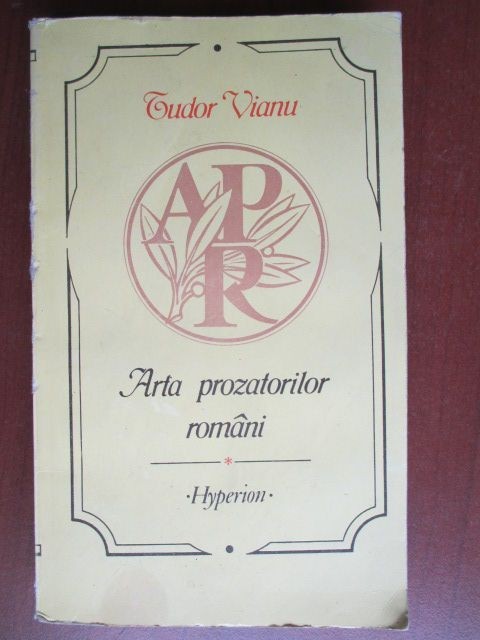 Tudor Vianu
APR
Arta prozatorilor
români
*
·Hyperion·